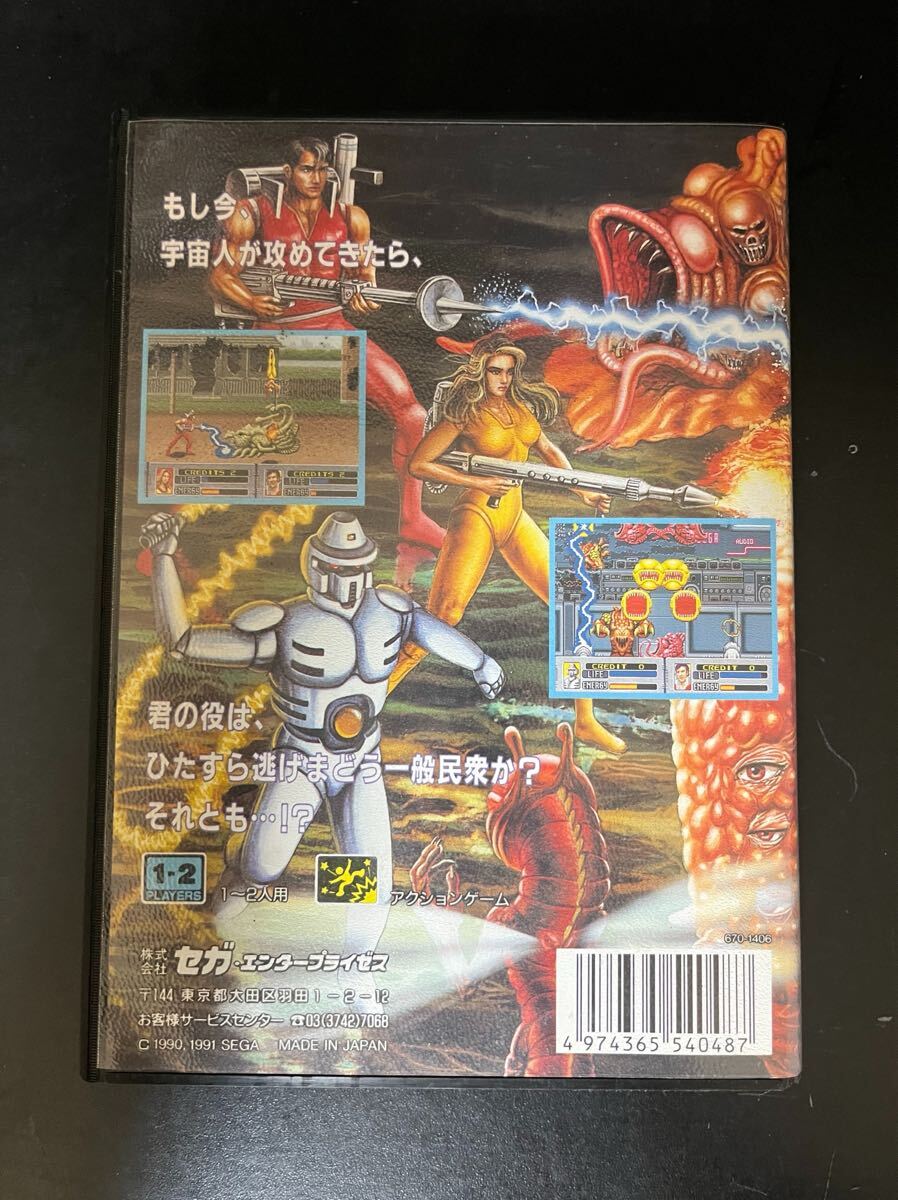 もし今、
宇宙人が攻めてきたら、
CREDITS 2
CREDITS 2
LIFE
LIFE
ENERGY
ENERGY
AUDIO
CREDIT 0
CREDIT 0
LIFE
LIFE
ENERGY
ENERGY
君の役は、
ひたすら逃げまどう一般民衆か?
それとも…!?
1-2
PLAYERS
1~2人用
アクションゲーム
670-1406
株式会社 セガ・エンタープライゼス
〒144 東京都大田区羽田1-2-12
お客様サービスセンター ☎03(3742)7068
C 1990, 1991 SEGA MADE IN JAPAN
4 974365 540487